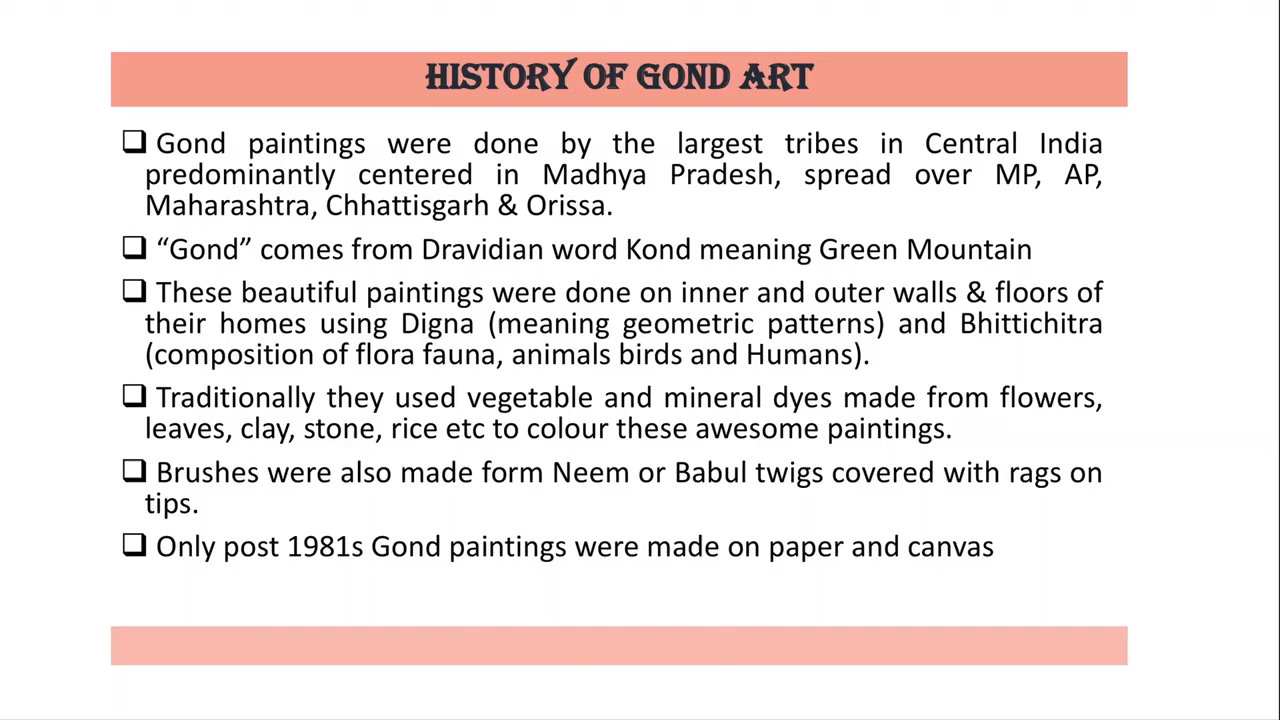 HISTORY OF GOND ART
❑ Gond paintings were done by the largest tribes in Central India
predominantly centered in Madhya Pradesh, spread over MP, AP,
Maharashtra, Chhattisgarh & Orissa.
❑ “Gond” comes from Dravidian word Kond meaning Green Mountain
❑ These beautiful paintings were done on inner and outer walls & floors of
their homes using Digna (meaning geometric patterns) and Bhittichitra
(composition of flora fauna, animals birds and Humans).
❑ Traditionally they used vegetable and mineral dyes made from flowers,
leaves, clay, stone, rice etc to colour these awesome paintings.
❑ Brushes were also made form Neem or Babul twigs covered with rags on
tips.
❑ Only post 1981s Gond paintings were made on paper and canvas